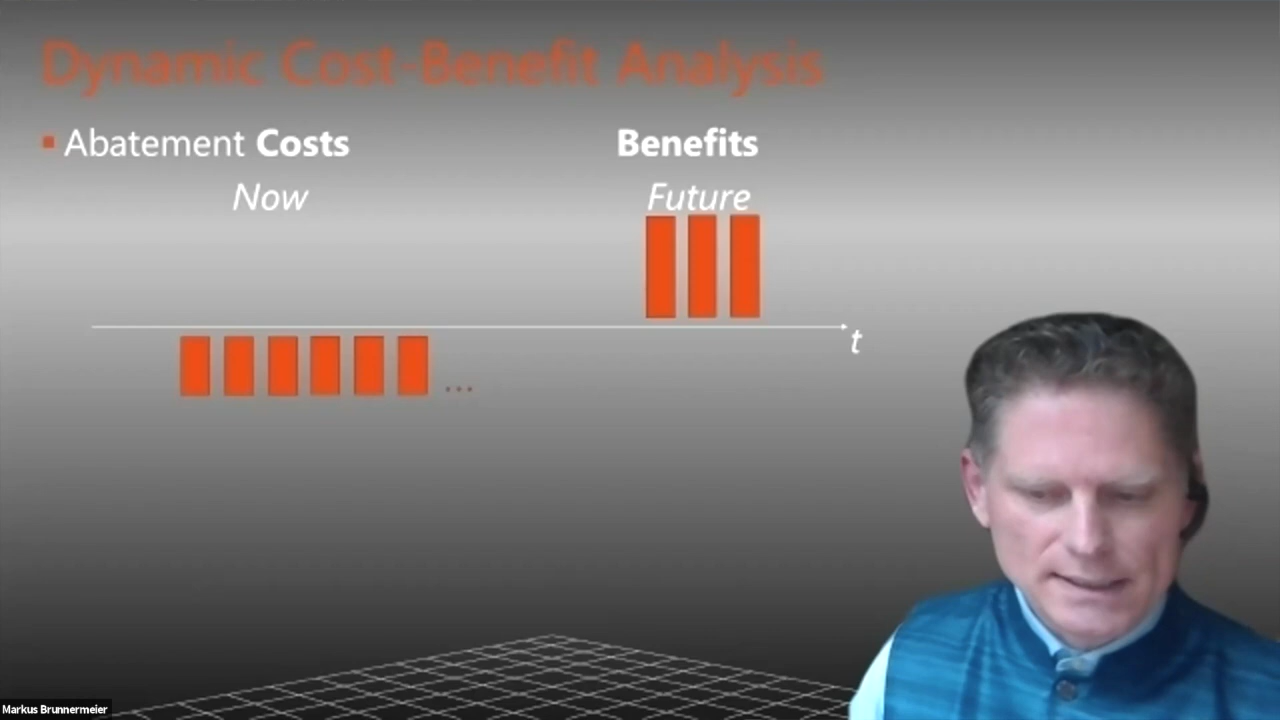 Dynamic Cost-Benefit Analysis
▪ Abatement Costs
Benefits
Now
Future
t
...
Markus Brunnermeier